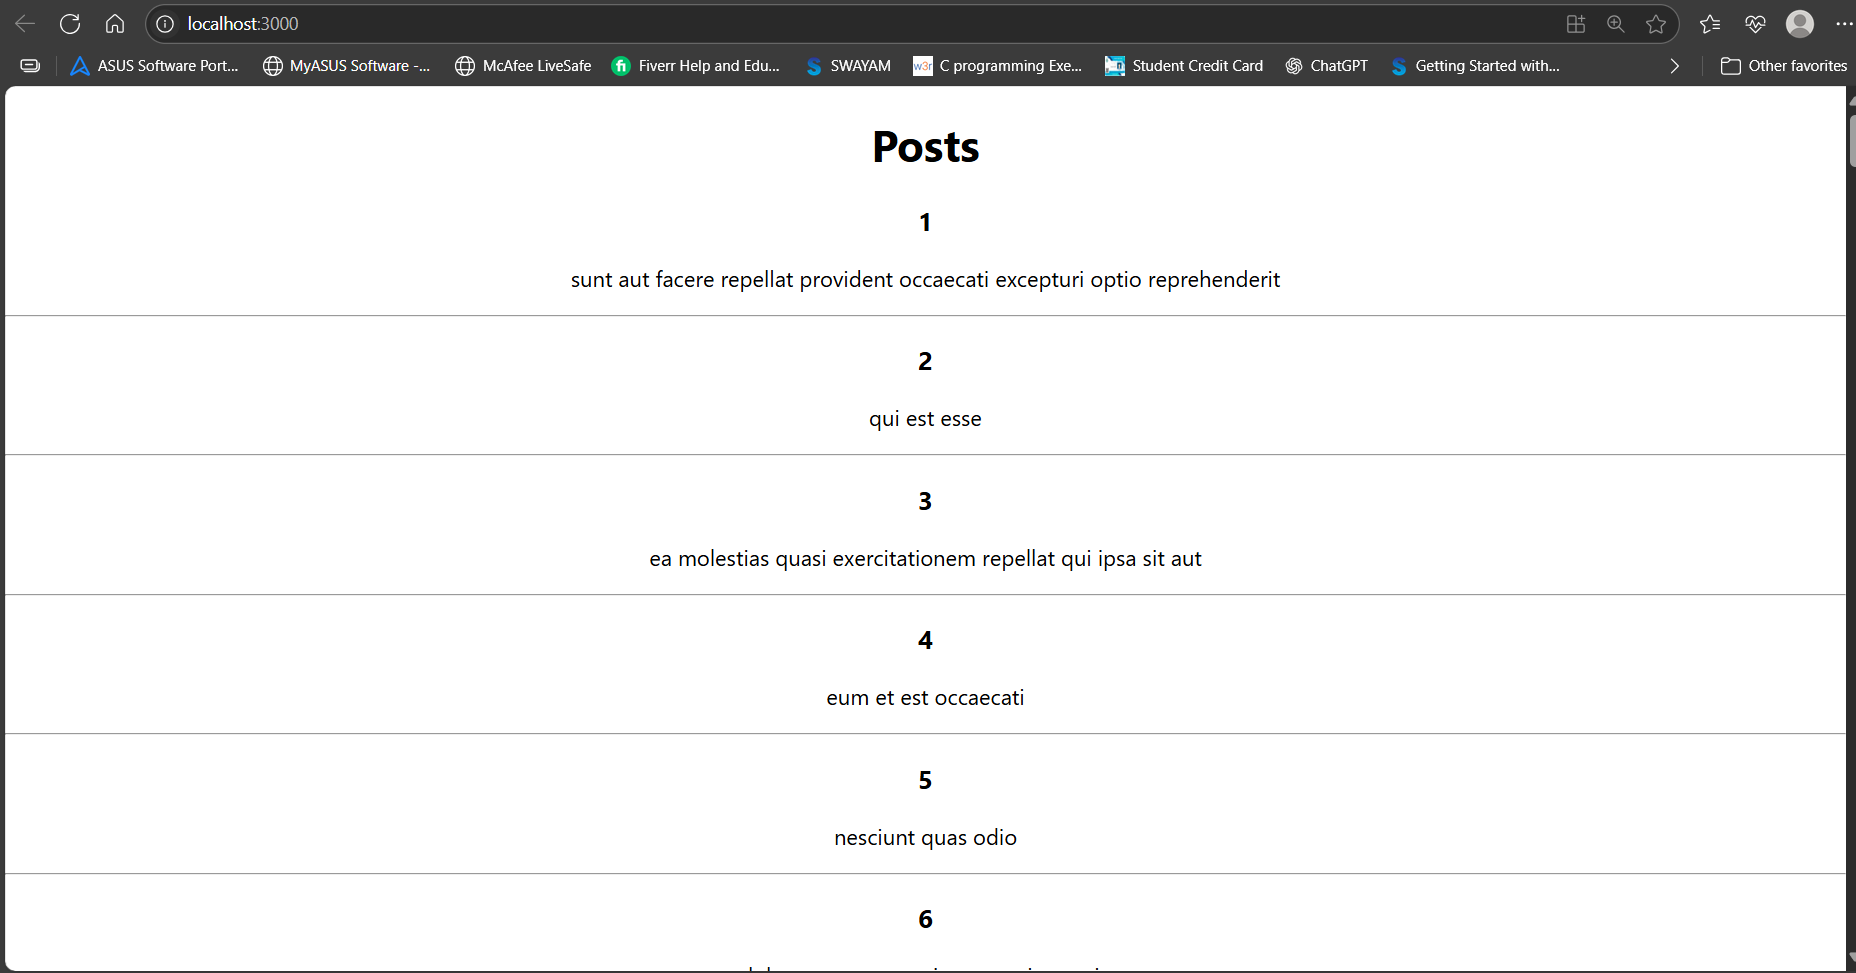 localhost:3000
ASUS Software Port... MyASUS Software -... McAfee LiveSafe Fiverr Help and Edu... SWAYAM w3r C programming Exe... Student Credit Card ChatGPT Getting Started with... Other favorites
Posts
1
sunt aut facere repellat provident occaecati excepturi optio reprehenderit
2
qui est esse
3
ea molestias quasi exercitationem repellat qui ipsa sit aut
4
eum et est occaecati
5
nesciunt quas odio
6